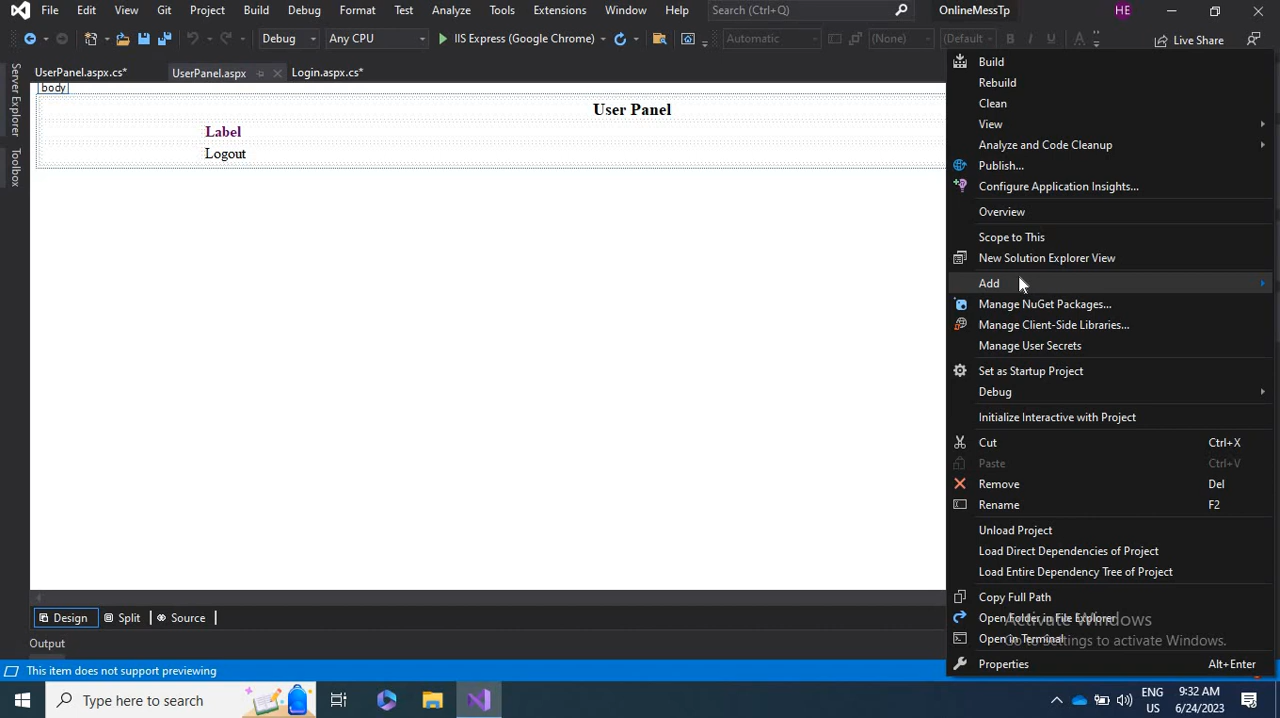 File Edit View Git Project Build Debug Format Test Analyze Tools Extensions Window Help Search (Ctrl+Q) OnlineMessTp HE
Debug Any CPU IIS Express (Google Chrome) Automatic (None) (Default) B I U A Live Share
UserPanel.aspx.cs* UserPanel.aspx Login.aspx.cs*
body
User Panel
Label
Logout
Server Explorer
Toolbox
Build
Rebuild
Clean
View
Analyze and Code Cleanup
Publish...
Configure Application Insights...
Overview
Scope to This
New Solution Explorer View
Add
Manage NuGet Packages...
Manage Client-Side Libraries...
Manage User Secrets
Set as Startup Project
Debug
Initialize Interactive with Project
Cut Ctrl+X
Paste Ctrl+V
Remove Del
Rename F2
Unload Project
Load Direct Dependencies of Project
Load Entire Dependency Tree of Project
Copy Full Path
Open Folder in File Explorer
Open in Terminal
Properties Alt+Enter
Activate Windows
Go to Settings to activate Windows.
Design Split Source
Output
This item does not support previewing
Type here to search
ENG 9:32 AM
6/24/2023